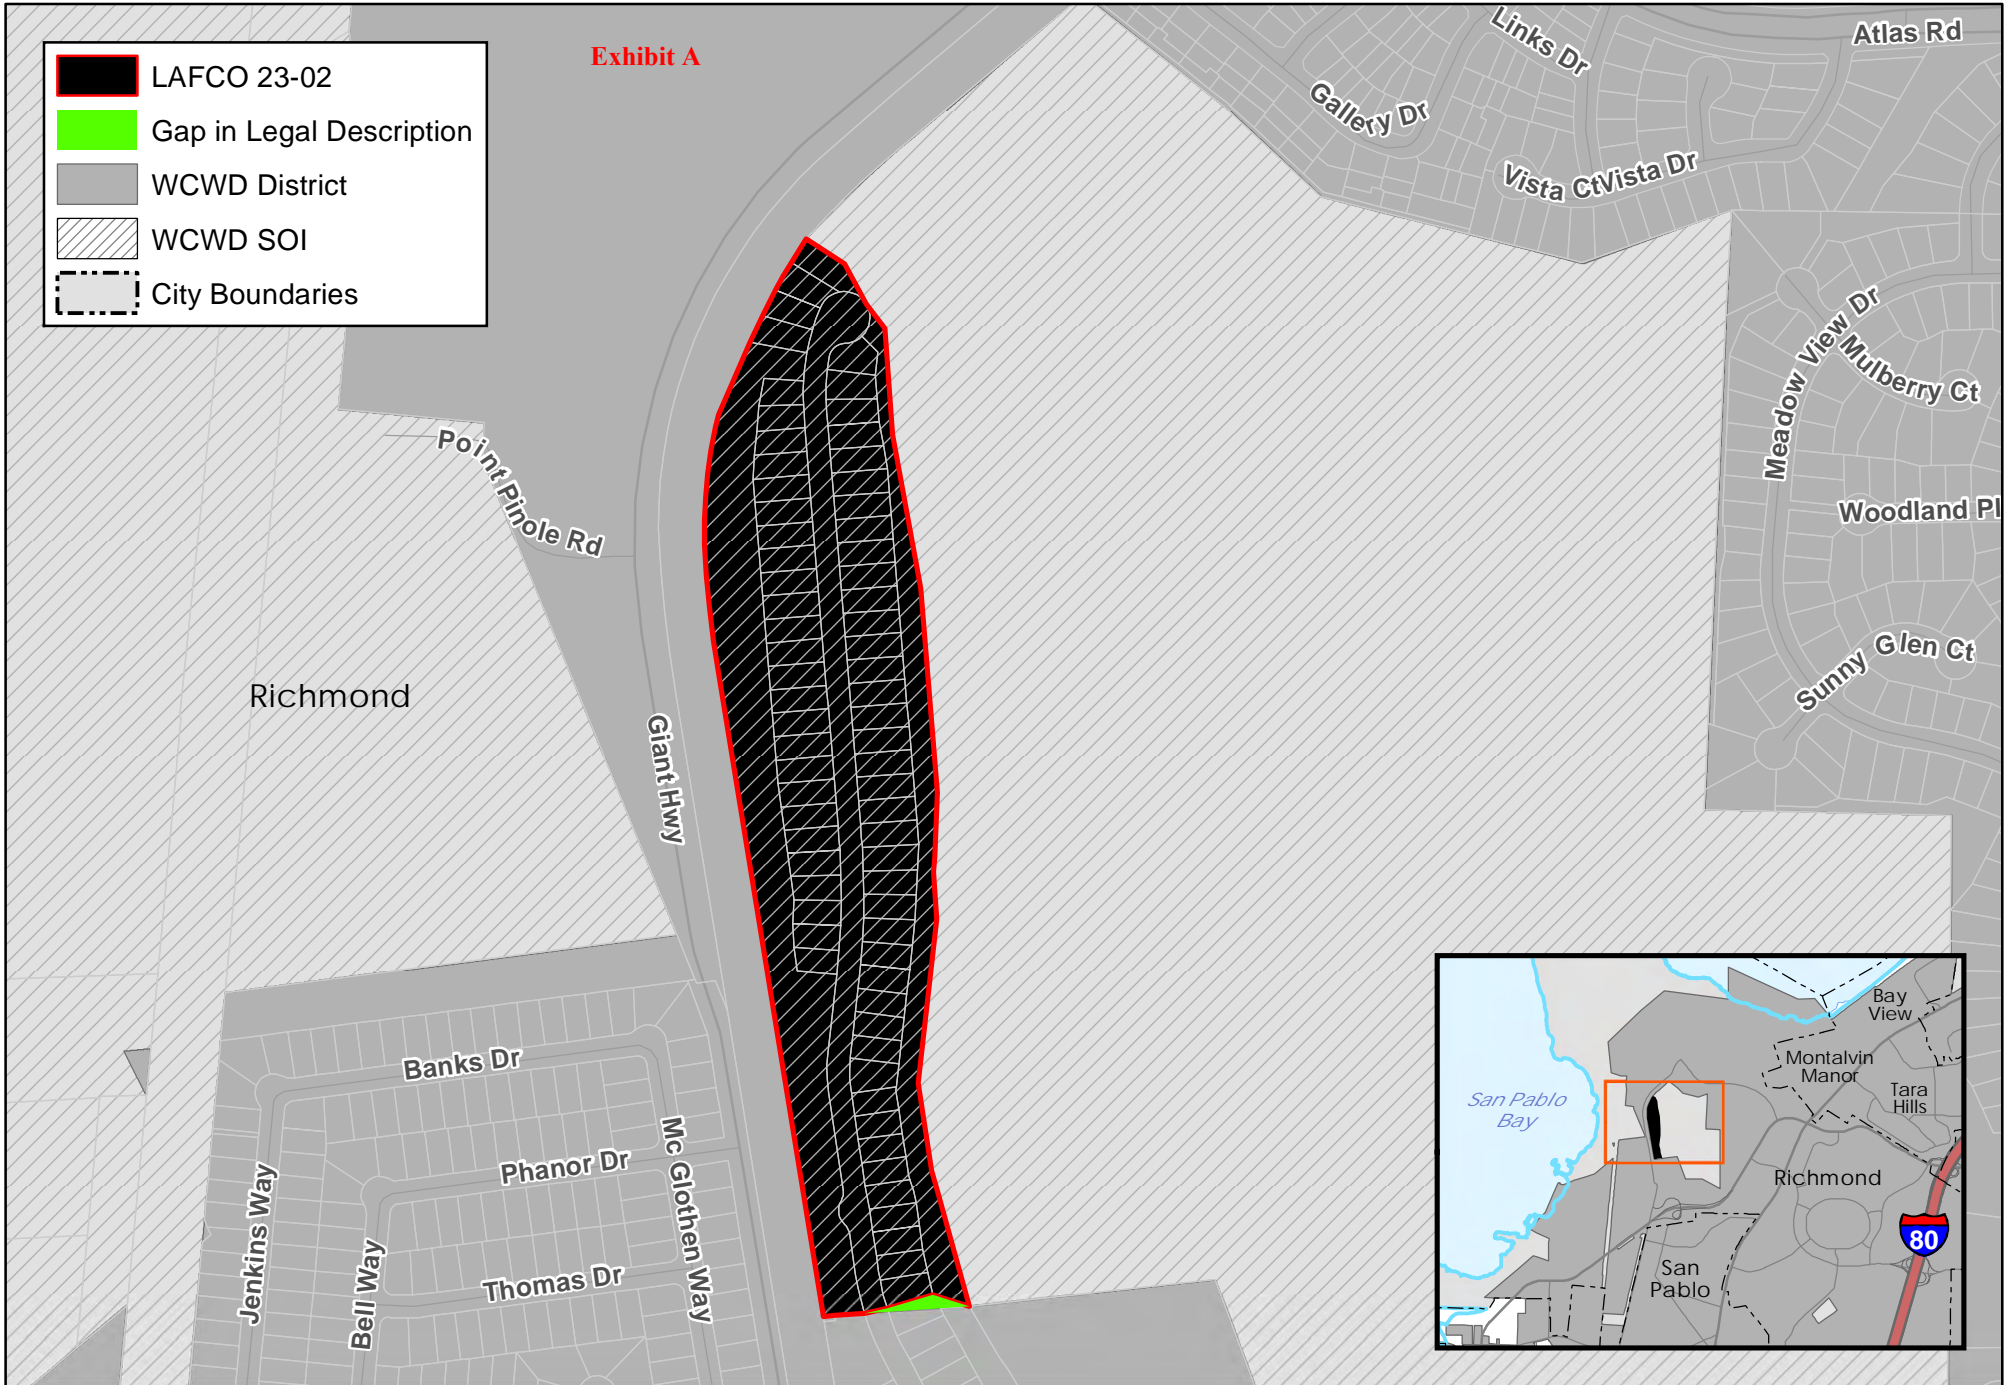 Exhibit A
LAFCO 23-02
Gap in Legal Description
WCWD District
WCWD SOI
City Boundaries
Links Dr
Atlas Rd
Gallery Dr
Vista Ct
Vista Dr
Meadow View Dr
Mulberry Ct
Woodland Pl
Sunny Glen Ct
Point Pinole Rd
Richmond
Giant Hwy
Banks Dr
Phanor Dr
Thomas Dr
Jenkins Way
Bell Way
Mc Glothen Way
Bay
View
Montalvin
Manor
Tara
Hills
San Pablo
Bay
Richmond
80
San
Pablo